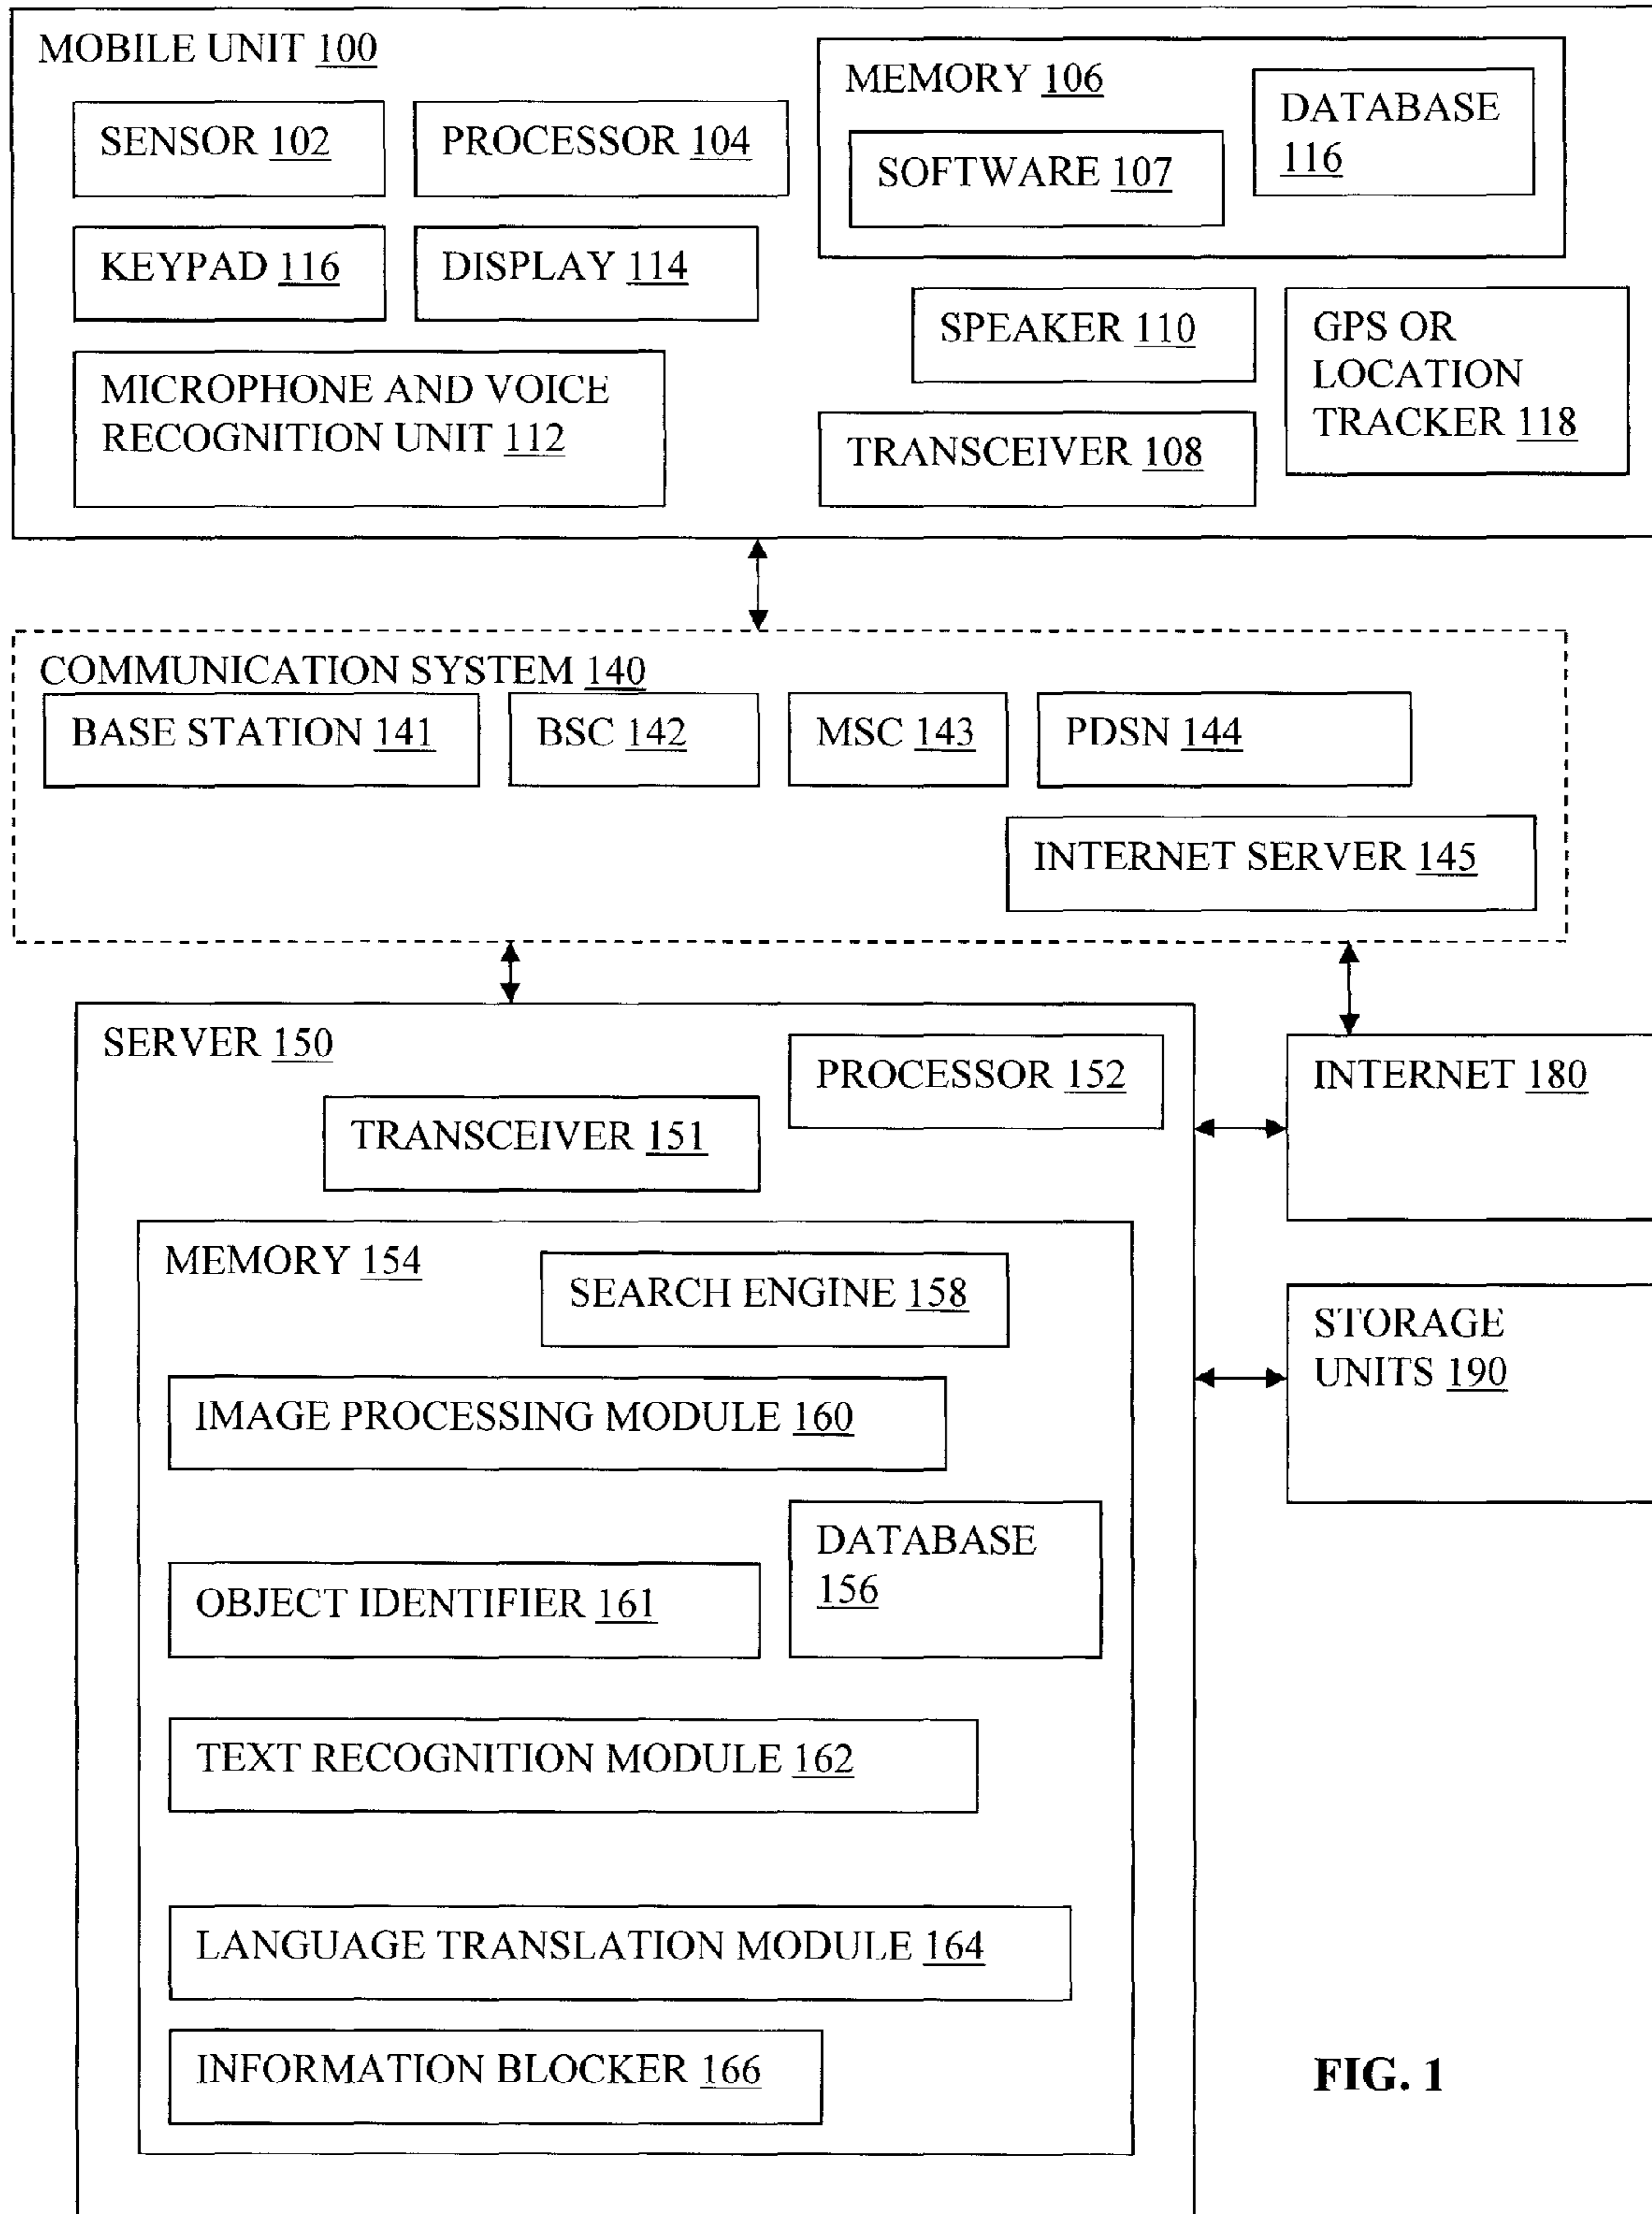 MOBILE UNIT 100
SENSOR 102
PROCESSOR 104
MEMORY 106
SOFTWARE 107
DATABASE
116
KEYPAD 116
DISPLAY 114
SPEAKER 110
GPS OR
LOCATION
TRACKER 118
MICROPHONE AND VOICE
RECOGNITION UNIT 112
TRANSCEIVER 108
COMMUNICATION SYSTEM 140
BASE STATION 141
BSC 142
MSC 143
PDSN 144
INTERNET SERVER 145
SERVER 150
PROCESSOR 152
TRANSCEIVER 151
INTERNET 180
MEMORY 154
SEARCH ENGINE 158
STORAGE
UNITS 190
IMAGE PROCESSING MODULE 160
DATABASE
156
OBJECT IDENTIFIER 161
TEXT RECOGNITION MODULE 162
LANGUAGE TRANSLATION MODULE 164
INFORMATION BLOCKER 166
FIG. 1